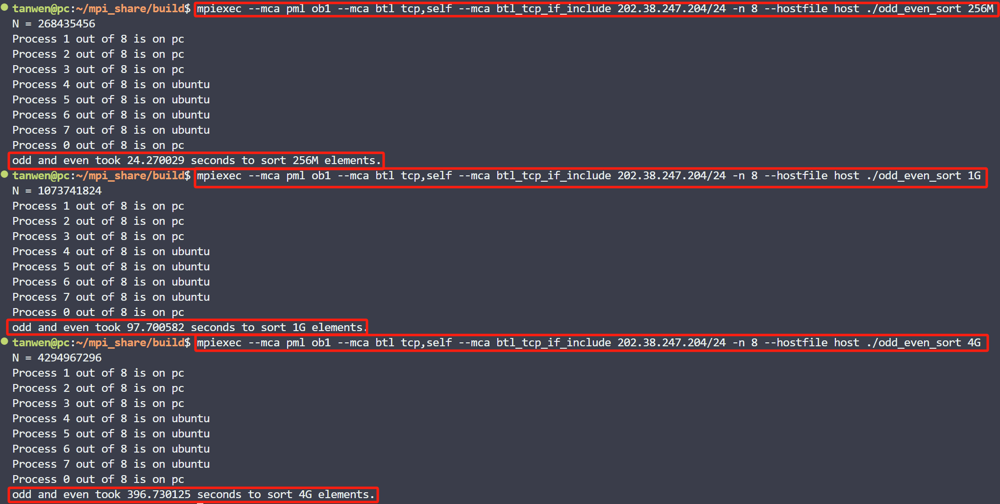 tanwen@pc:~/mpi_share/build$ mpiexec --mca pml ob1 --mca btl tcp,self --mca btl_tcp_if_include 202.38.247.204/24 -n 8 --hostfile host ./odd_even_sort 256M
N = 268435456
Process 1 out of 8 is on pc
Process 2 out of 8 is on pc
Process 3 out of 8 is on pc
Process 4 out of 8 is on ubuntu
Process 5 out of 8 is on ubuntu
Process 6 out of 8 is on ubuntu
Process 7 out of 8 is on ubuntu
Process 0 out of 8 is on pc
odd and even took 24.270029 seconds to sort 256M elements.
tanwen@pc:~/mpi_share/build$ mpiexec --mca pml ob1 --mca btl tcp,self --mca btl_tcp_if_include 202.38.247.204/24 -n 8 --hostfile host ./odd_even_sort 1G
N = 1073741824
Process 1 out of 8 is on pc
Process 2 out of 8 is on pc
Process 3 out of 8 is on pc
Process 4 out of 8 is on ubuntu
Process 5 out of 8 is on ubuntu
Process 6 out of 8 is on ubuntu
Process 7 out of 8 is on ubuntu
Process 0 out of 8 is on pc
odd and even took 97.700582 seconds to sort 1G elements.
tanwen@pc:~/mpi_share/build$ mpiexec --mca pml ob1 --mca btl tcp,self --mca btl_tcp_if_include 202.38.247.204/24 -n 8 --hostfile host ./odd_even_sort 4G
N = 4294967296
Process 1 out of 8 is on pc
Process 2 out of 8 is on pc
Process 3 out of 8 is on pc
Process 4 out of 8 is on ubuntu
Process 5 out of 8 is on ubuntu
Process 6 out of 8 is on ubuntu
Process 7 out of 8 is on ubuntu
Process 0 out of 8 is on pc
odd and even took 396.730125 seconds to sort 4G elements.